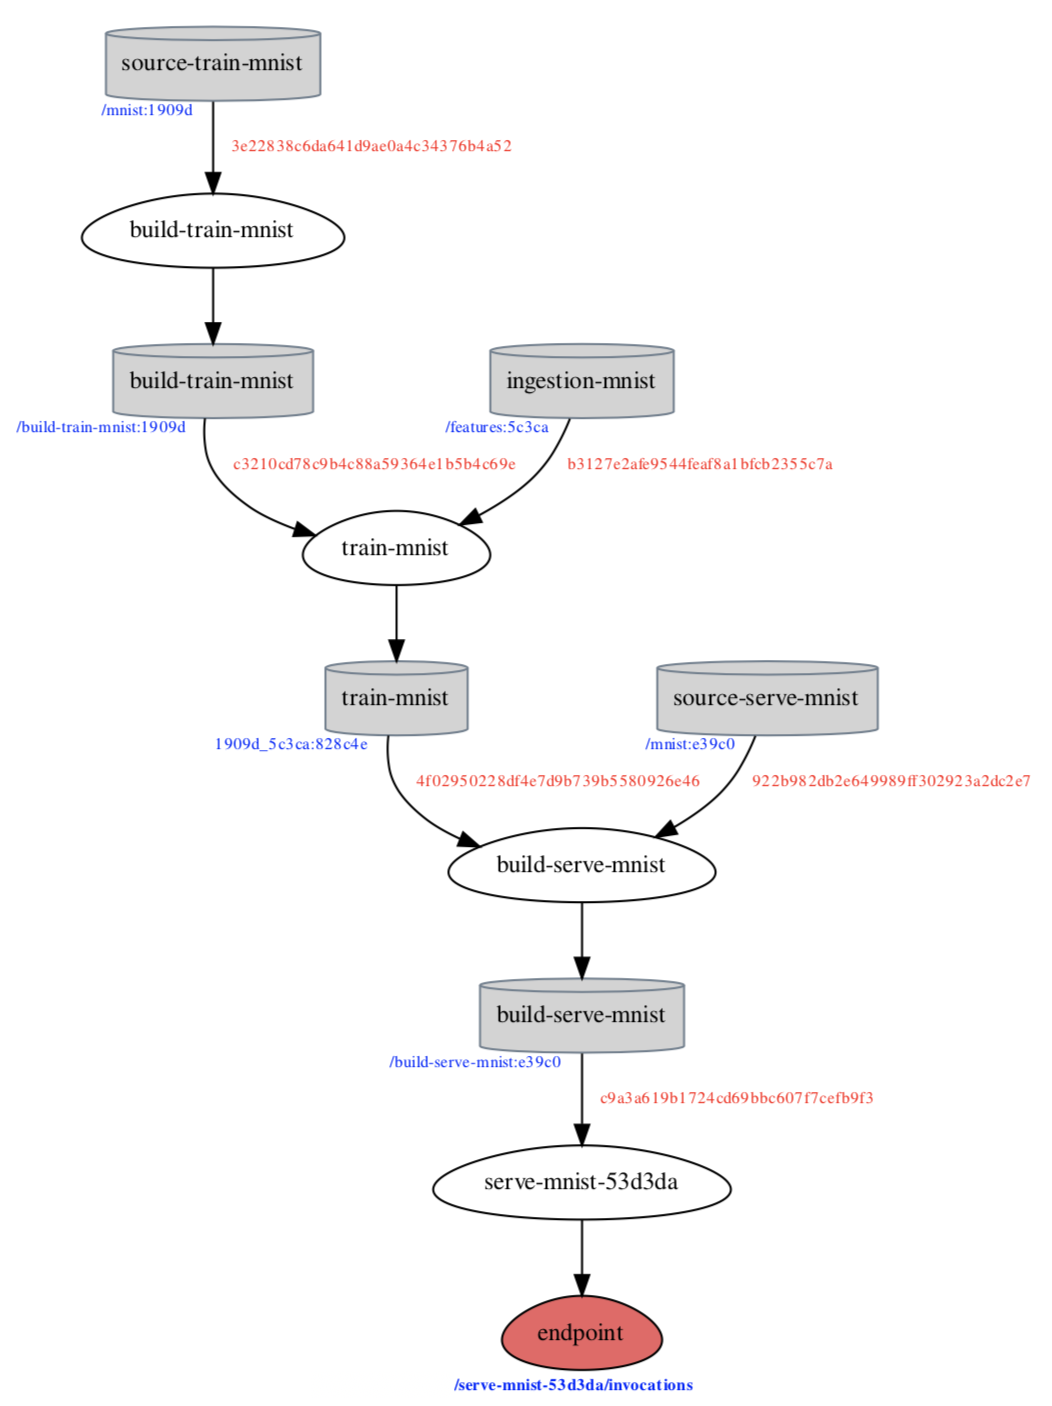 source-train-mnist
/mnist:1909d
3e22838c6da641d9ae0a4c34376b4a52
build-train-mnist
build-train-mnist
ingestion-mnist
/build-train-mnist:1909d
/features:5c3ca
c3210cd78c9b4c88a59364e1b5b4c69e
b3127e2afe9544feaf8a1bfcb2355c7a
train-mnist
train-mnist
source-serve-mnist
1909d_5c3ca:828c4e
/mnist:e39c0
4f02950228df4e7d9b739b5580926e46
922b982db2e649989ff302923a2dc2e7
build-serve-mnist
build-serve-mnist
/build-serve-mnist:e39c0
c9a3a619b1724cd69bbc607f7cefb9f3
serve-mnist-53d3da
endpoint
/serve-mnist-53d3da/invocations